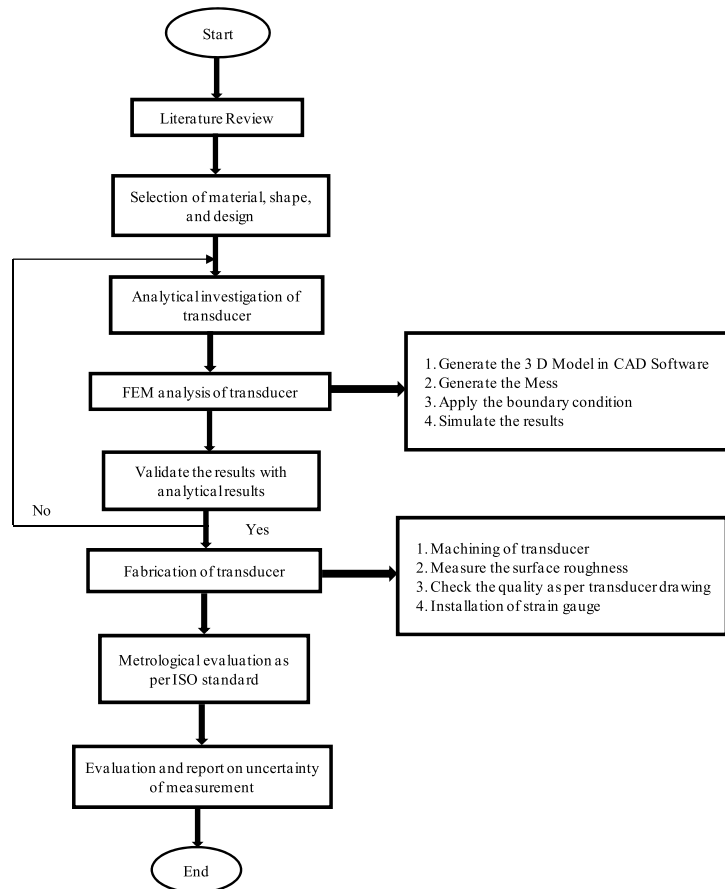 Start
Literature Review
Selection of material, shape,
and design
Analytical investigation of
transducer
FEM analysis of transducer
1. Generate the 3 D Model in CAD Software
2. Generate the Mess
3. Apply the boundary condition
4. Simulate the results
Validate the results with
analytical results
No
Yes
Fabrication of transducer
1. Machining of transducer
2. Measure the surface roughness
3. Check the quality as per transducer drawing
4. Installation of strain gauge
Metrological evaluation as
per ISO standard
Evaluation and report on uncertainty
of measurement
End